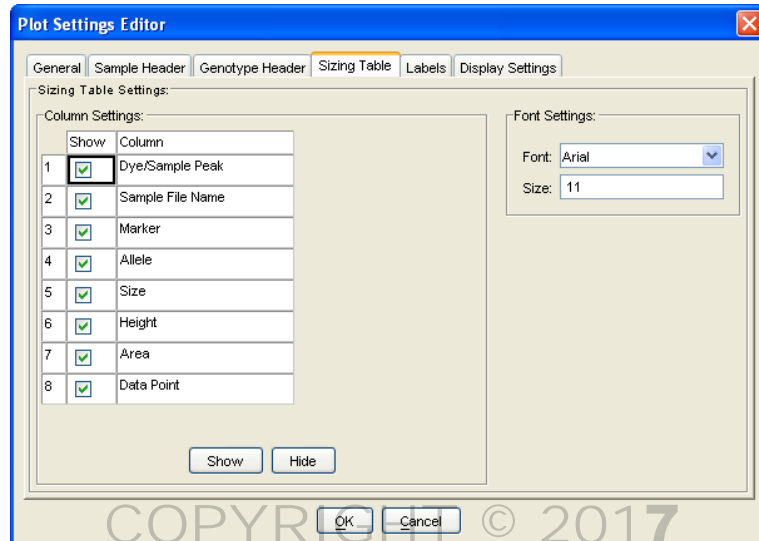 Plot Settings Editor
General Sample Header Genotype Header Sizing Table Labels Display Settings
Sizing Table Settings:
Column Settings:
Show Column
1 Dye/Sample Peak
2 Sample File Name
3 Marker
4 Allele
5 Size
6 Height
7 Area
8 Data Point
Show Hide
Font Settings:
Font: Arial
Size: 11
OK Cancel
COPYRIGHT © 2017